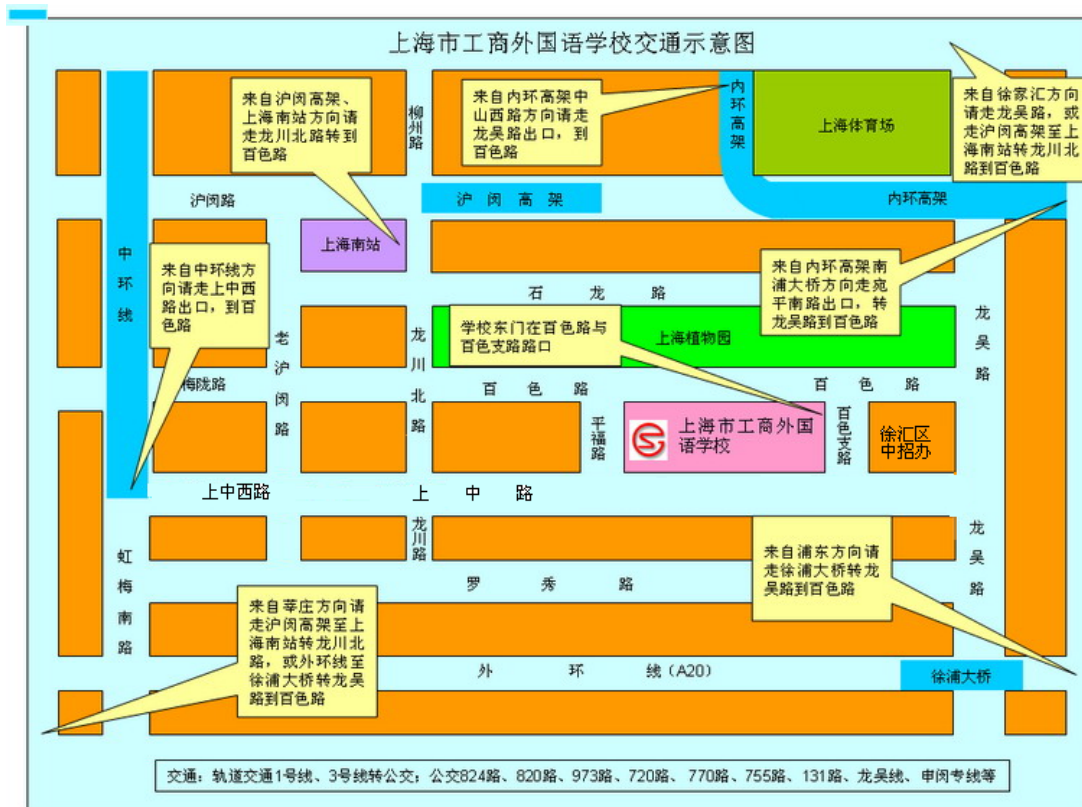 上海市工商外国语学校交通示意图
来自沪闵高架、
上海南站方向请
走龙川北路转到
百色路
柳州路
来自内环高架中
山西路方向请走
龙吴路出口，到
百色路
内环高架
上海体育场
来自徐家汇方向
请走龙吴路，或
走沪闵高架至上
海南站转龙川北
路到百色路
沪闵路
沪闵高架
内环高架
中环线
上海南站
来自中环线方
向请走上中西
路出口，到百
色路
来自内环高架南
浦大桥方向走宛
平南路出口，转
龙吴路到百色路
石龙路
老沪闵路
龙川北路
学校东门在百色路与
百色支路路口
上海植物园
龙吴路
梅陇路
百色路
百色路
平福路
上海市工商外国
语学校
百色支路
徐汇区
中招办
上中西路
上中路
龙川路
虹梅南路
来自浦东方向请
走徐浦大桥转龙
吴路到百色路
龙吴路
罗秀路
来自莘庄方向请
走沪闵高架至上
海南站转龙川北
路，或外环线至
徐浦大桥转龙吴
路到百色路
外环线（A20）
徐浦大桥
交通：轨道交通1号线、3号线转公交；公交824路、820路、973路、720路、770路、755路、131路、龙吴线、申闵专线等